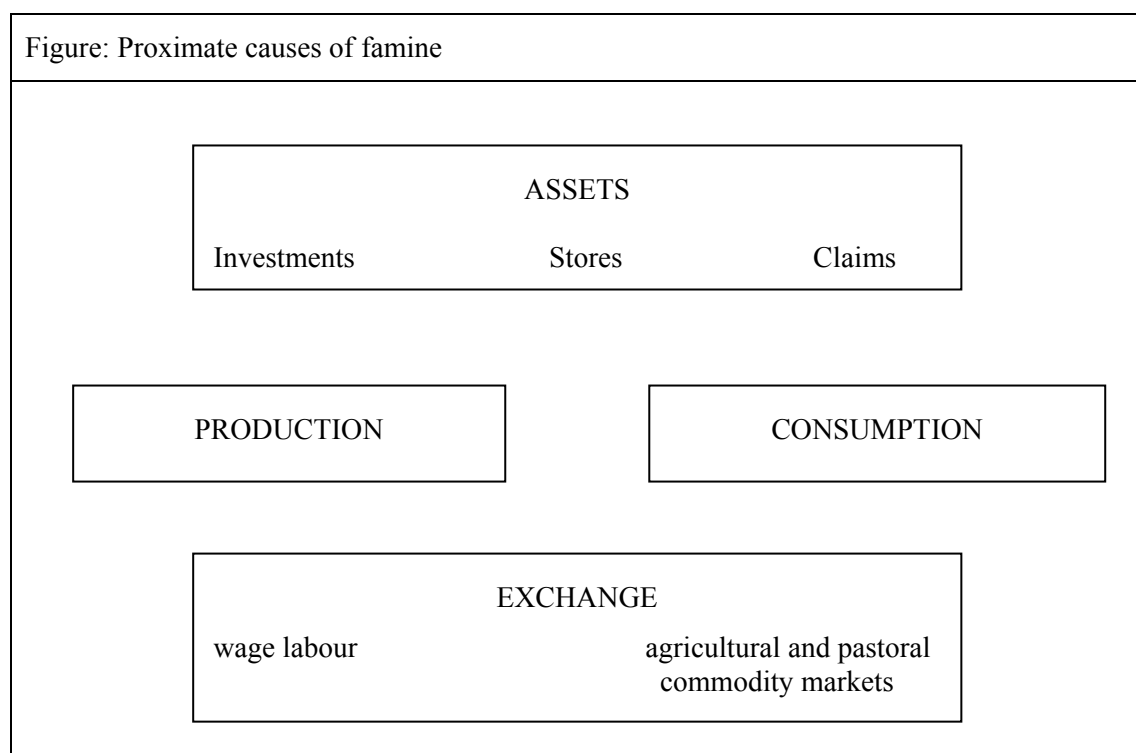 Figure: Proximate causes of famine
ASSETS
Investments Stores Claims
PRODUCTION CONSUMPTION
EXCHANGE
wage labour agricultural and pastoral
commodity markets